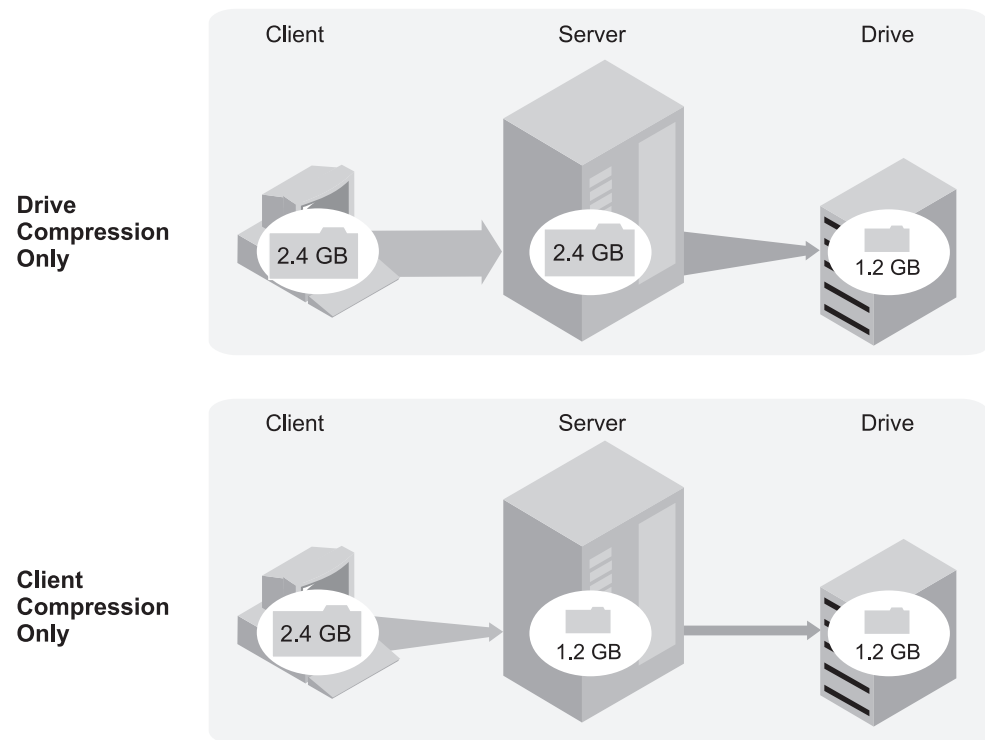 Client
Server
Drive
Drive
Compression
Only
2.4 GB
2.4 GB
1.2 GB
Client
Server
Drive
Client
Compression
Only
2.4 GB
1.2 GB
1.2 GB